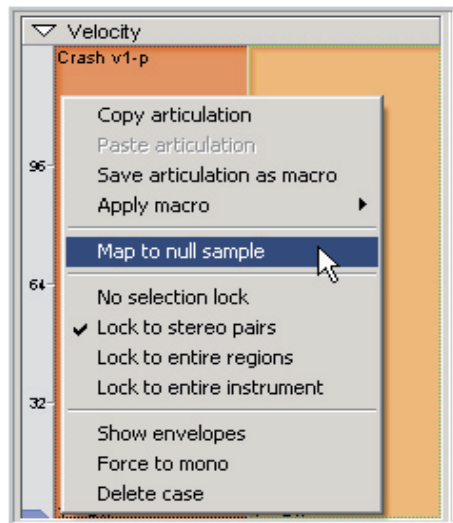 Velocity
Crash v1-p
Copy articulation
Paste articulation
96
Save articulation as macro
Apply macro
Map to null sample
64
No selection lock
Lock to stereo pairs
Lock to entire regions
32
Lock to entire instrument
Show envelopes
Force to mono
Delete case